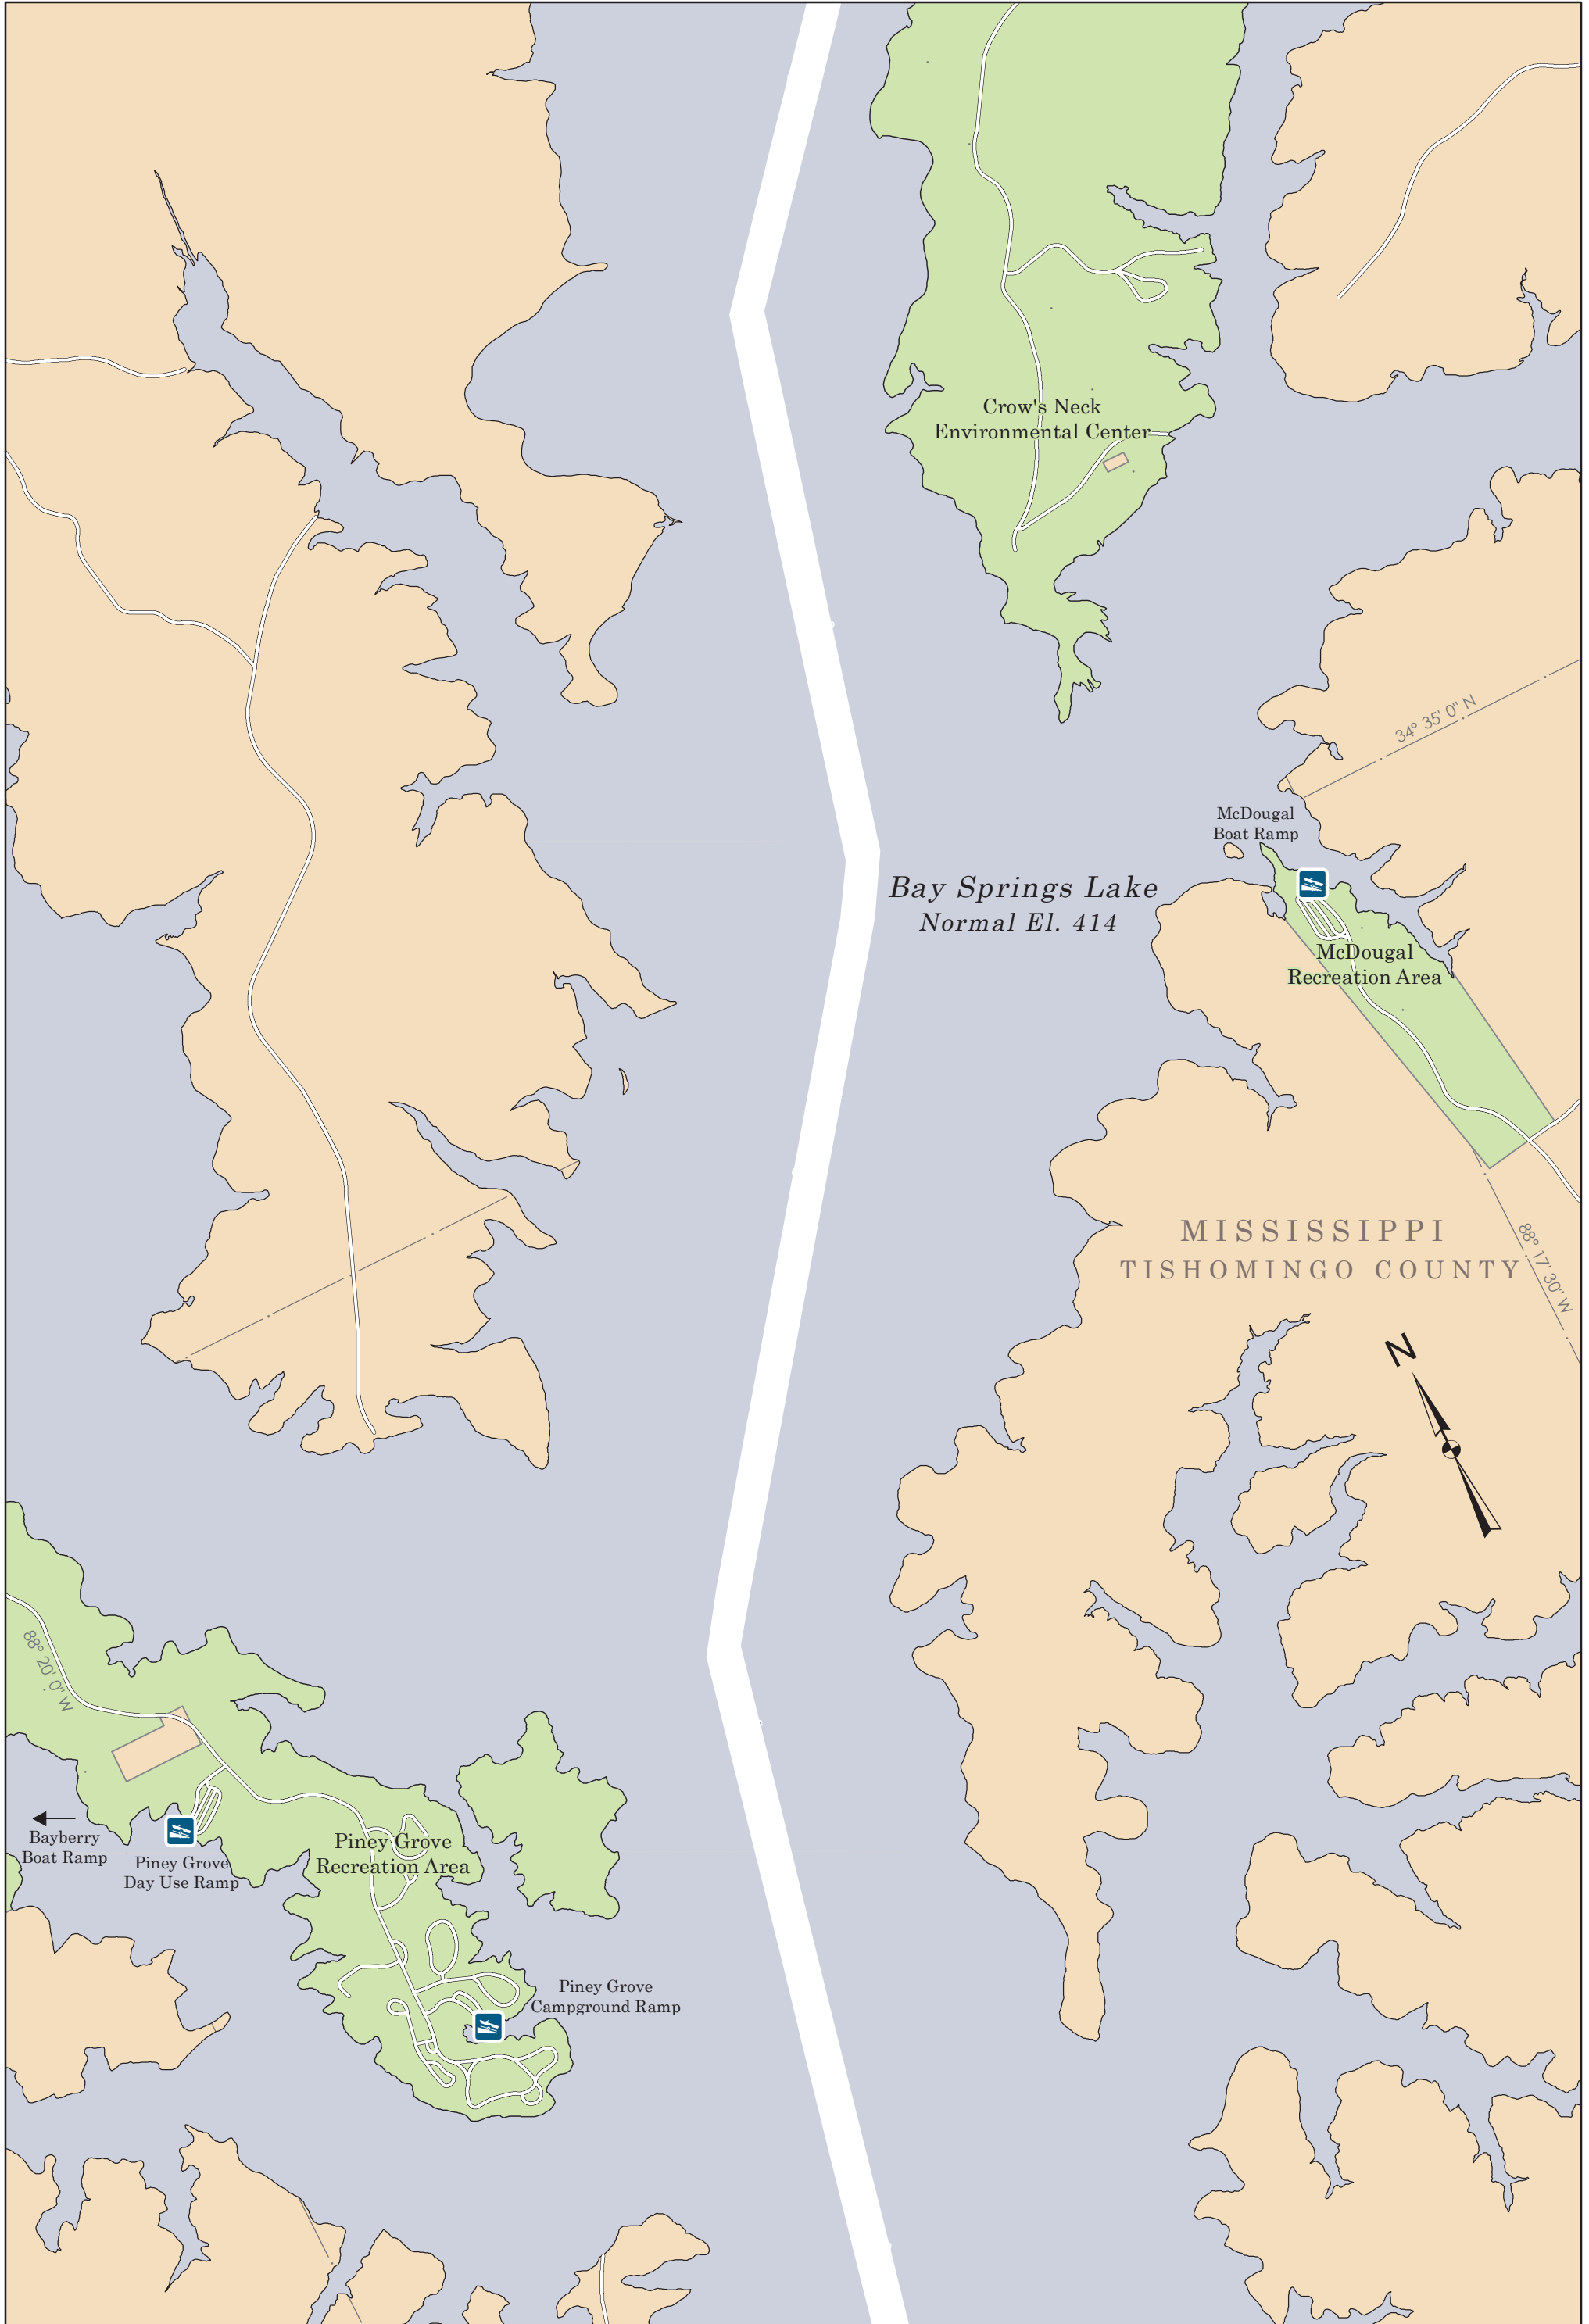 Crow's Neck
Environmental Center
34° 35' 0" N
McDougal
Boat Ramp
Bay Springs Lake
Normal El. 414
McDougal
Recreation Area
MISSISSIPPI
TISHOMINGO COUNTY
88° 17' 30" W
N
88° 20' 0" W
Bayberry
Boat Ramp
Piney Grove
Day Use Ramp
Piney Grove
Recreation Area
Piney Grove
Campground Ramp